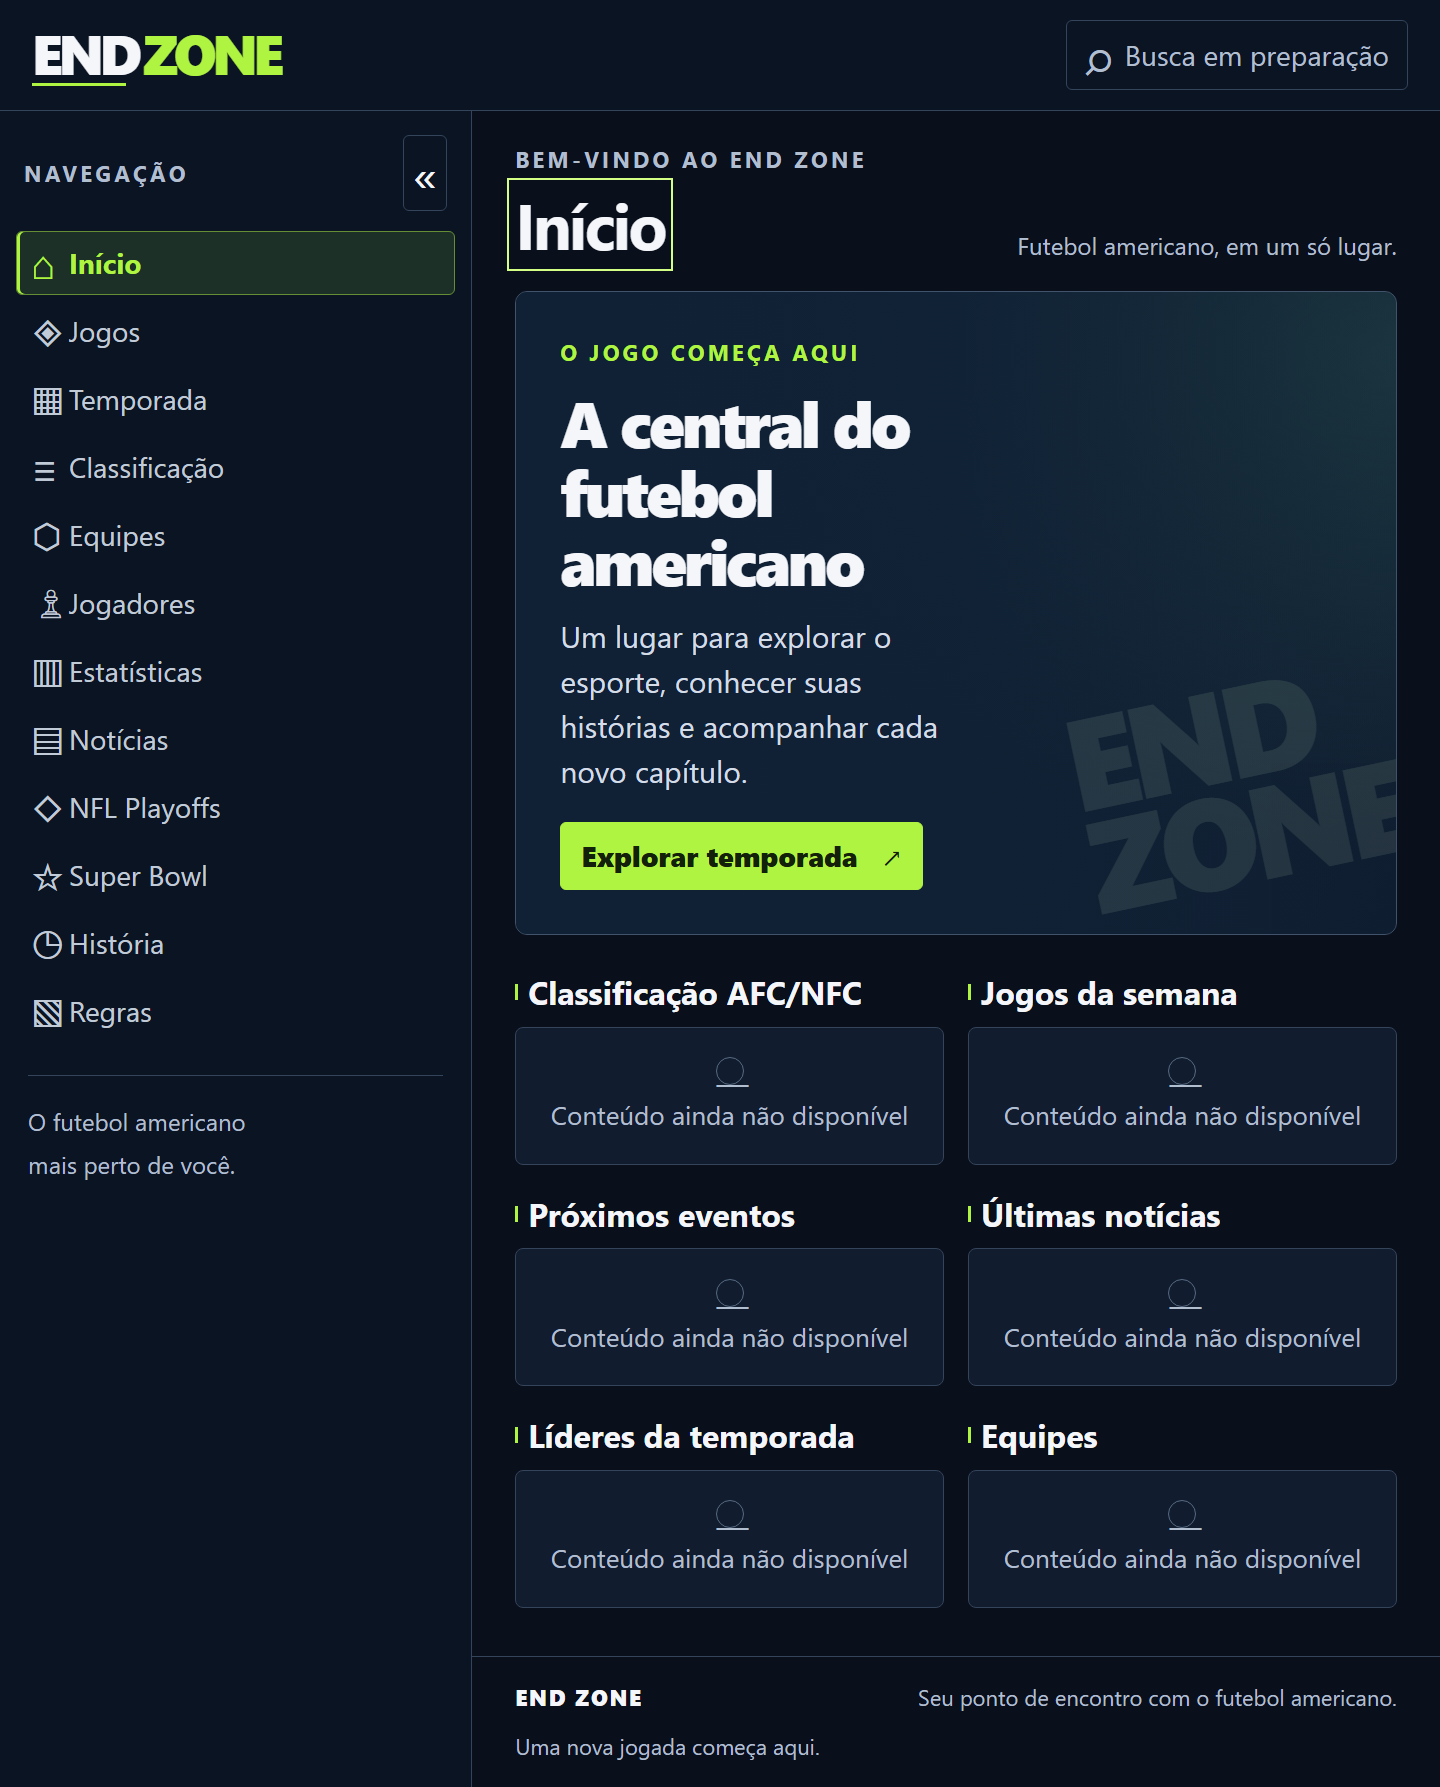 ENDZONE
Busca em preparação
NAVEGAÇÃO
«
Início
Jogos
Temporada
Classificação
Equipes
Jogadores
Estatísticas
Notícias
NFL Playoffs
Super Bowl
História
Regras
O futebol americano
mais perto de você.
BEM-VINDO AO END ZONE
Início
Futebol americano, em um só lugar.
O JOGO COMEÇA AQUI
A central do
futebol
americano
Um lugar para explorar o
esporte, conhecer suas
histórias e acompanhar cada
novo capítulo.
Explorar temporada ↗
END
ZONE
Classificação AFC/NFC
Conteúdo ainda não disponível
Jogos da semana
Conteúdo ainda não disponível
Próximos eventos
Conteúdo ainda não disponível
Últimas notícias
Conteúdo ainda não disponível
Líderes da temporada
Conteúdo ainda não disponível
Equipes
Conteúdo ainda não disponível
END ZONE
Seu ponto de encontro com o futebol americano.
Uma nova jogada começa aqui.